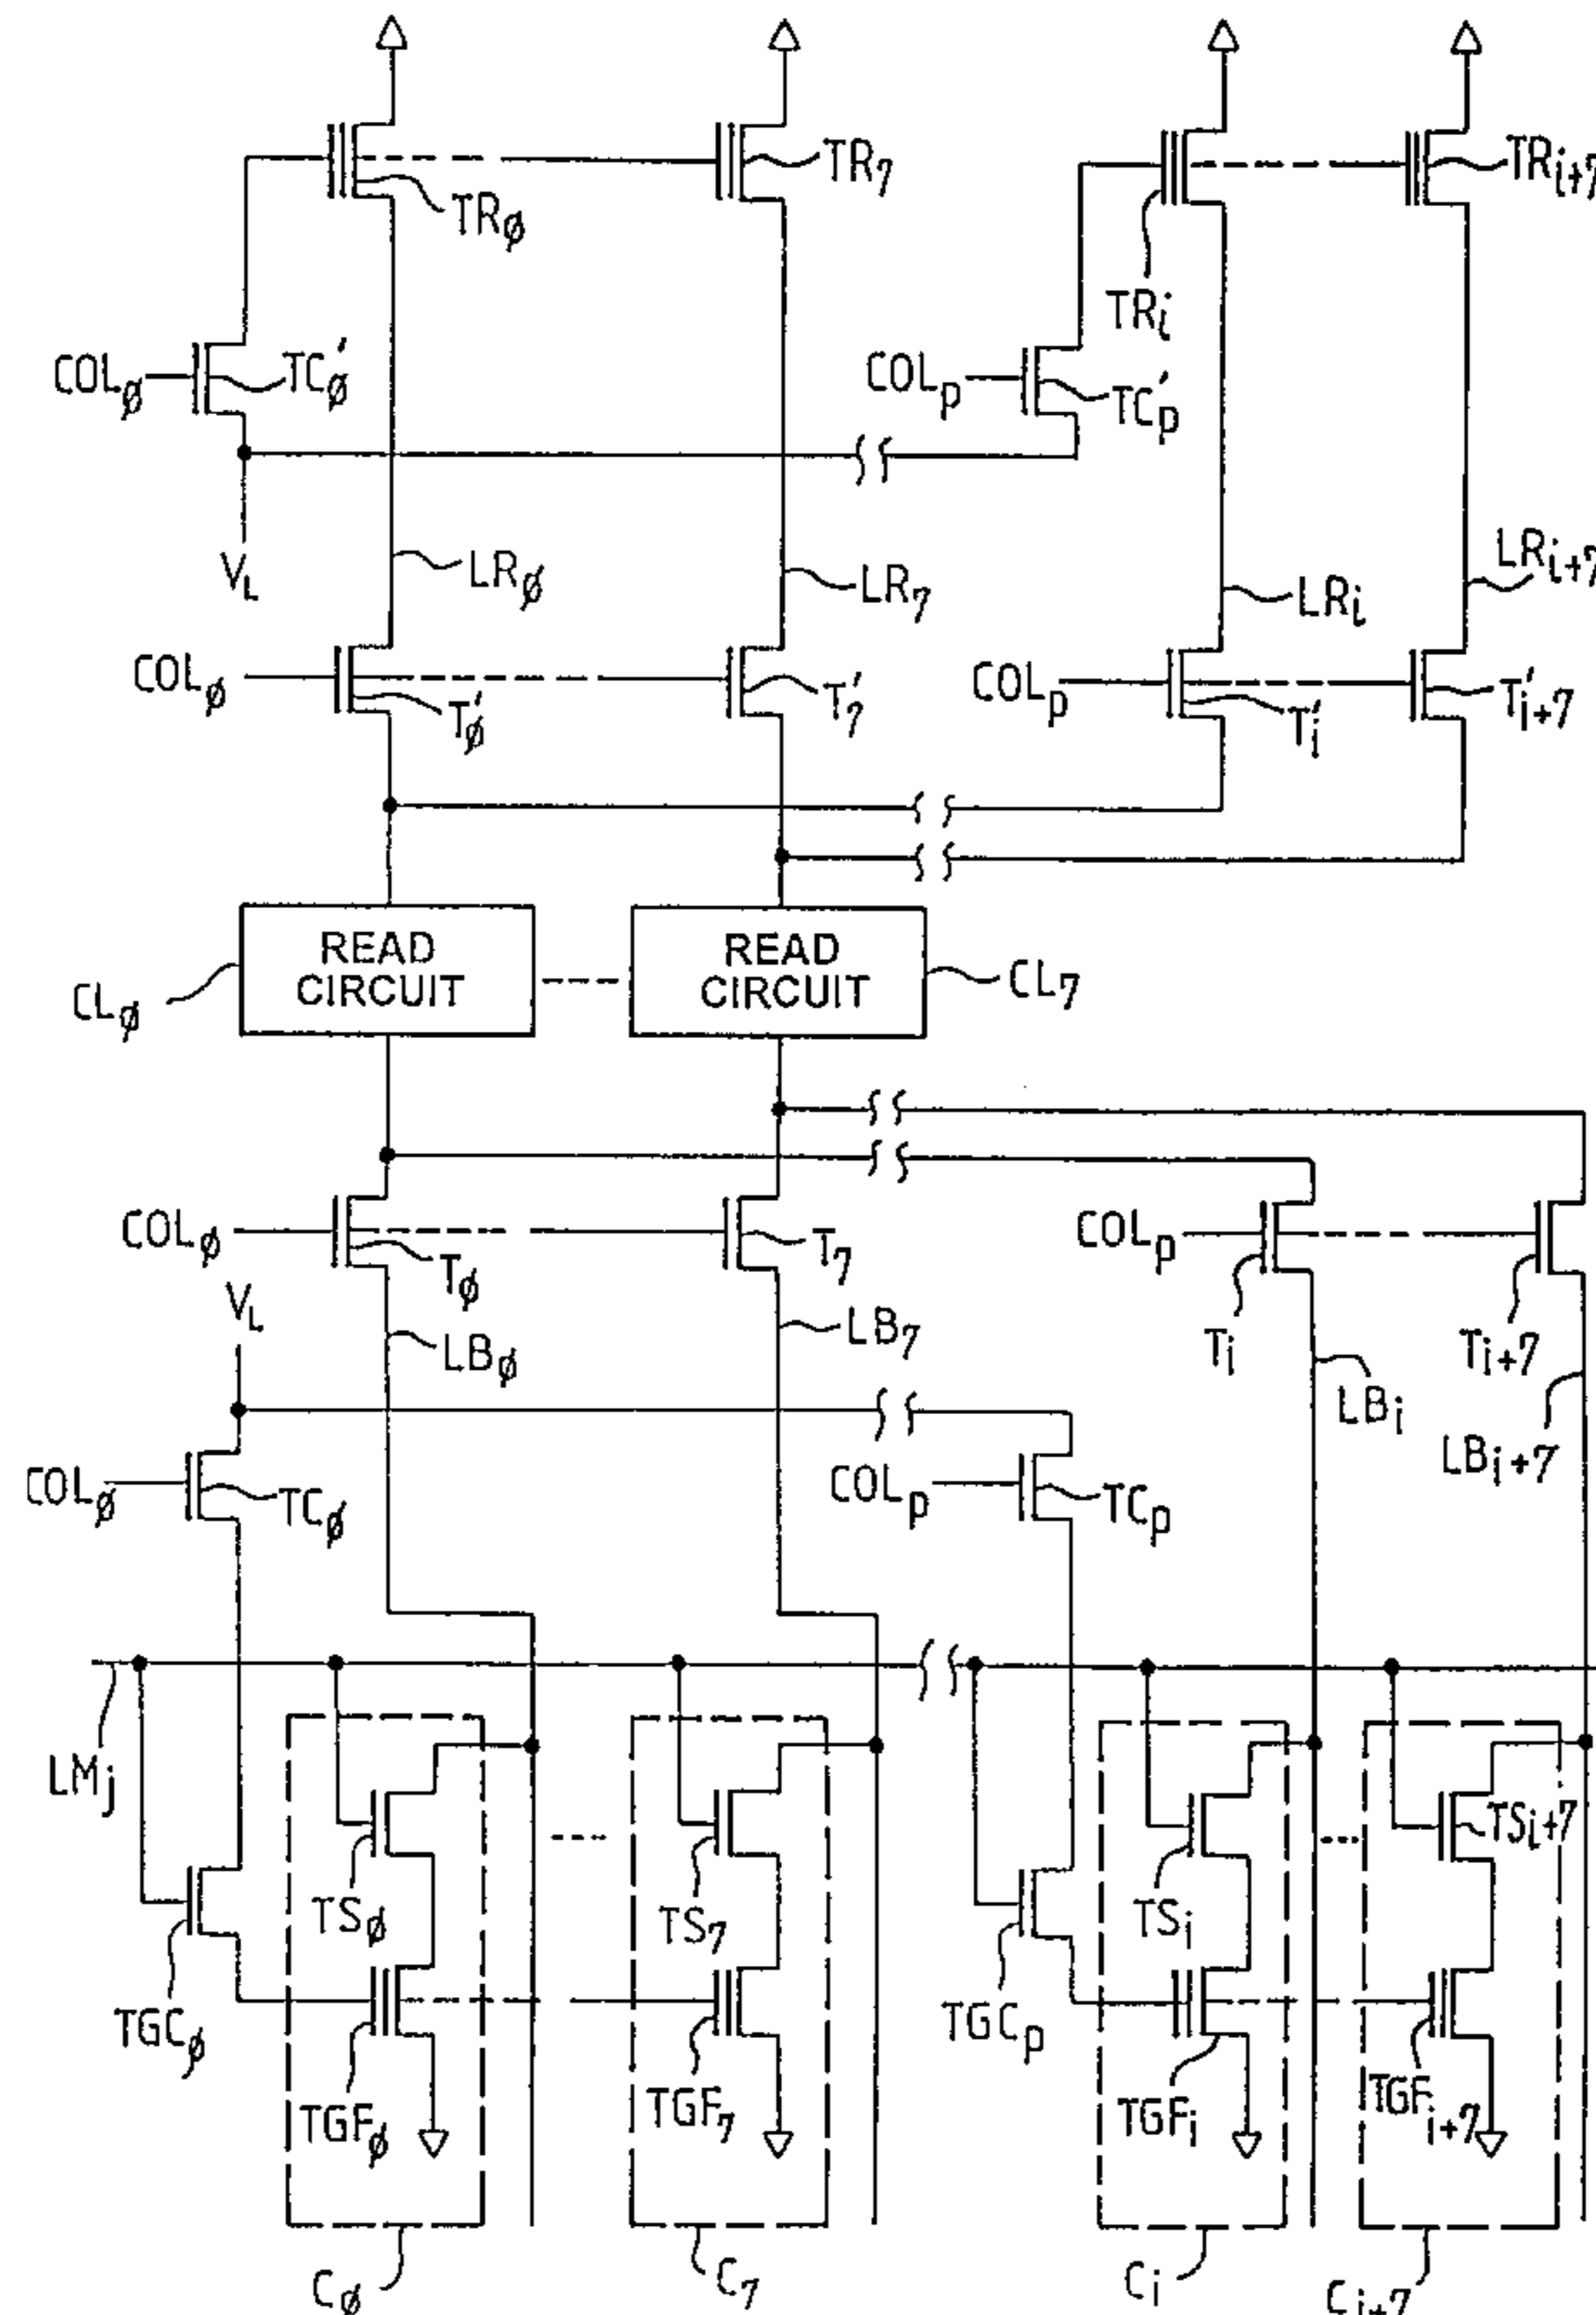 TR₇
TRᵢ₊₇
TRø
TRᵢ
COLø
TC'ø
COLₚ
TC'ₚ
V_L
LRø
LR₇
LRᵢ
LRᵢ₊₇
COLø
T'ø
T'₇
COLₚ
T'ᵢ
T'ᵢ₊₇
READ
CIRCUIT
READ
CIRCUIT
CLø
CL₇
COLø
Tø
T₇
COLₚ
Tᵢ
Tᵢ₊₇
V_L
LBø
LB₇
LBᵢ
LBᵢ₊₇
COLø
TCø
COLₚ
TCₚ
LMⱼ
TSø
TS₇
TSᵢ
TSᵢ₊₇
TGCø
TGCₚ
TGFø
TGF₇
TGFᵢ
TGFᵢ₊₇
Cø
C₇
Cᵢ
Cᵢ₊₇